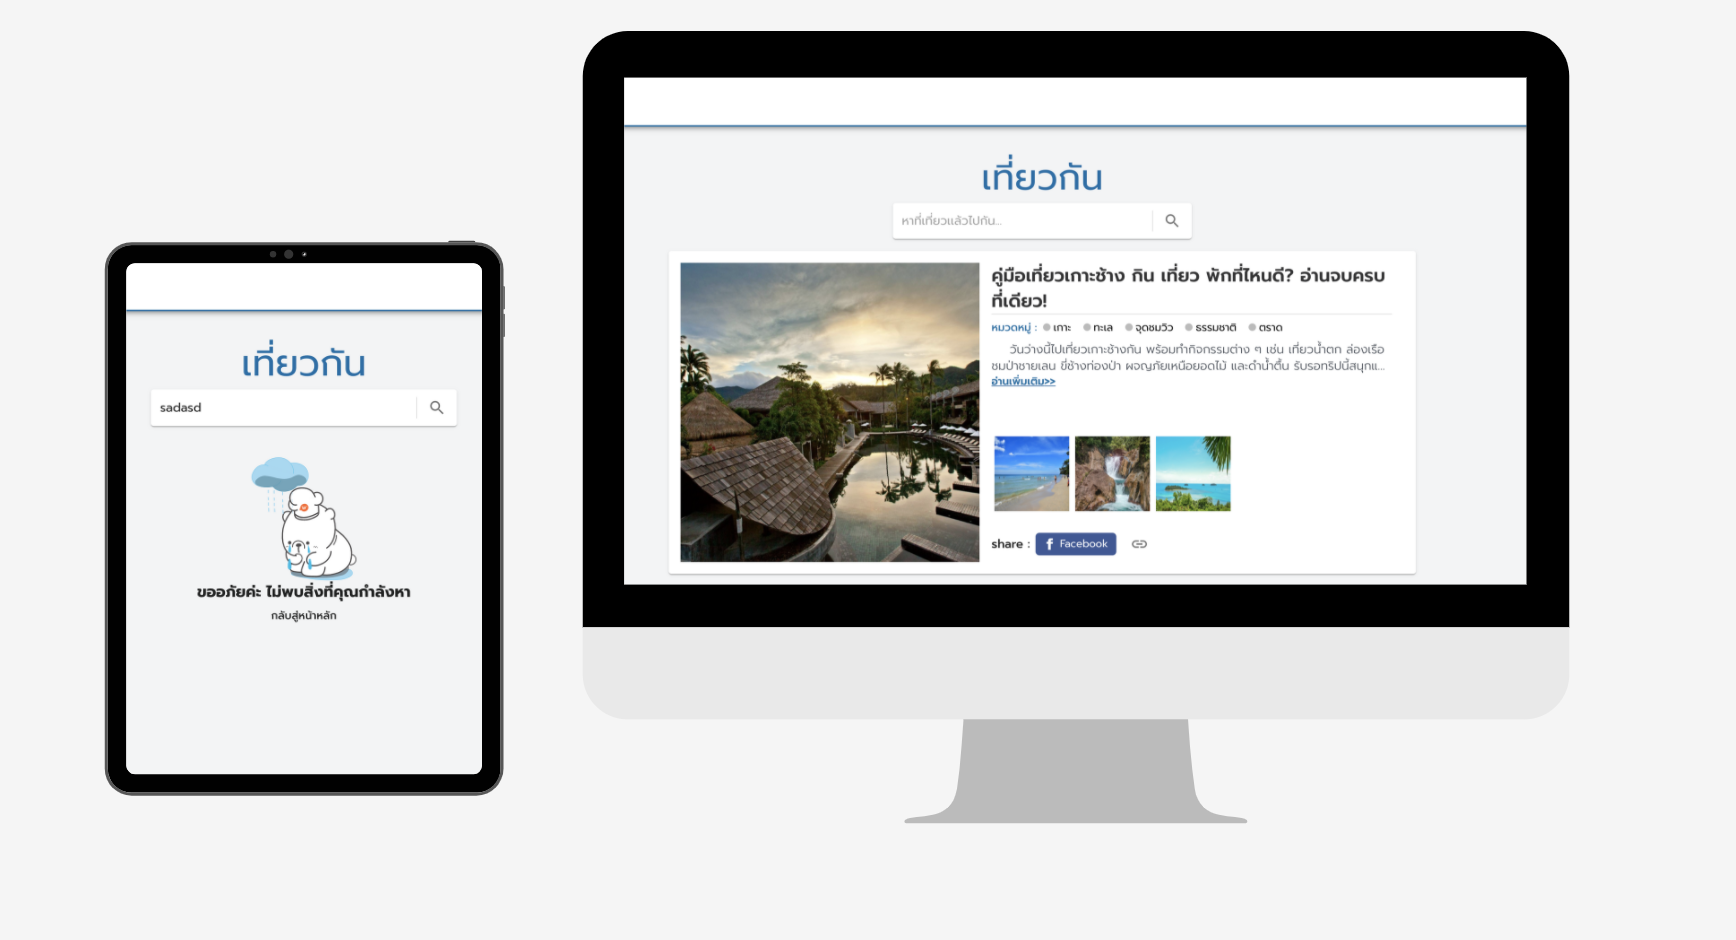 เที่ยวกัน
sadasd
ขออภัยค่ะ ไม่พบสิ่งที่คุณกำลังหา
กลับสู่หน้าหลัก
เที่ยวกัน
หาที่เที่ยวแล้วไปกัน...
คู่มือเที่ยวเกาะช้าง กิน เที่ยว พักที่ไหนดี? อ่านจบครบ
ที่เดียว!
หมวดหมู่ : เกาะ ทะเล จุดชมวิว ธรรมชาติ ตราด
วันว่างนี้ไปเที่ยวเกาะช้างกัน พร้อมทำกิจกรรมต่าง ๆ เช่น เที่ยวน้ำตก ล่องเรือ
ชมป่าชายเลน ขี่ช้างท่องป่า ผจญภัยเหนือยอดไม้ และดำน้ำตื้น รับรอทริปนี้สนุกแ...
อ่านเพิ่มเติม>>
share : f Facebook